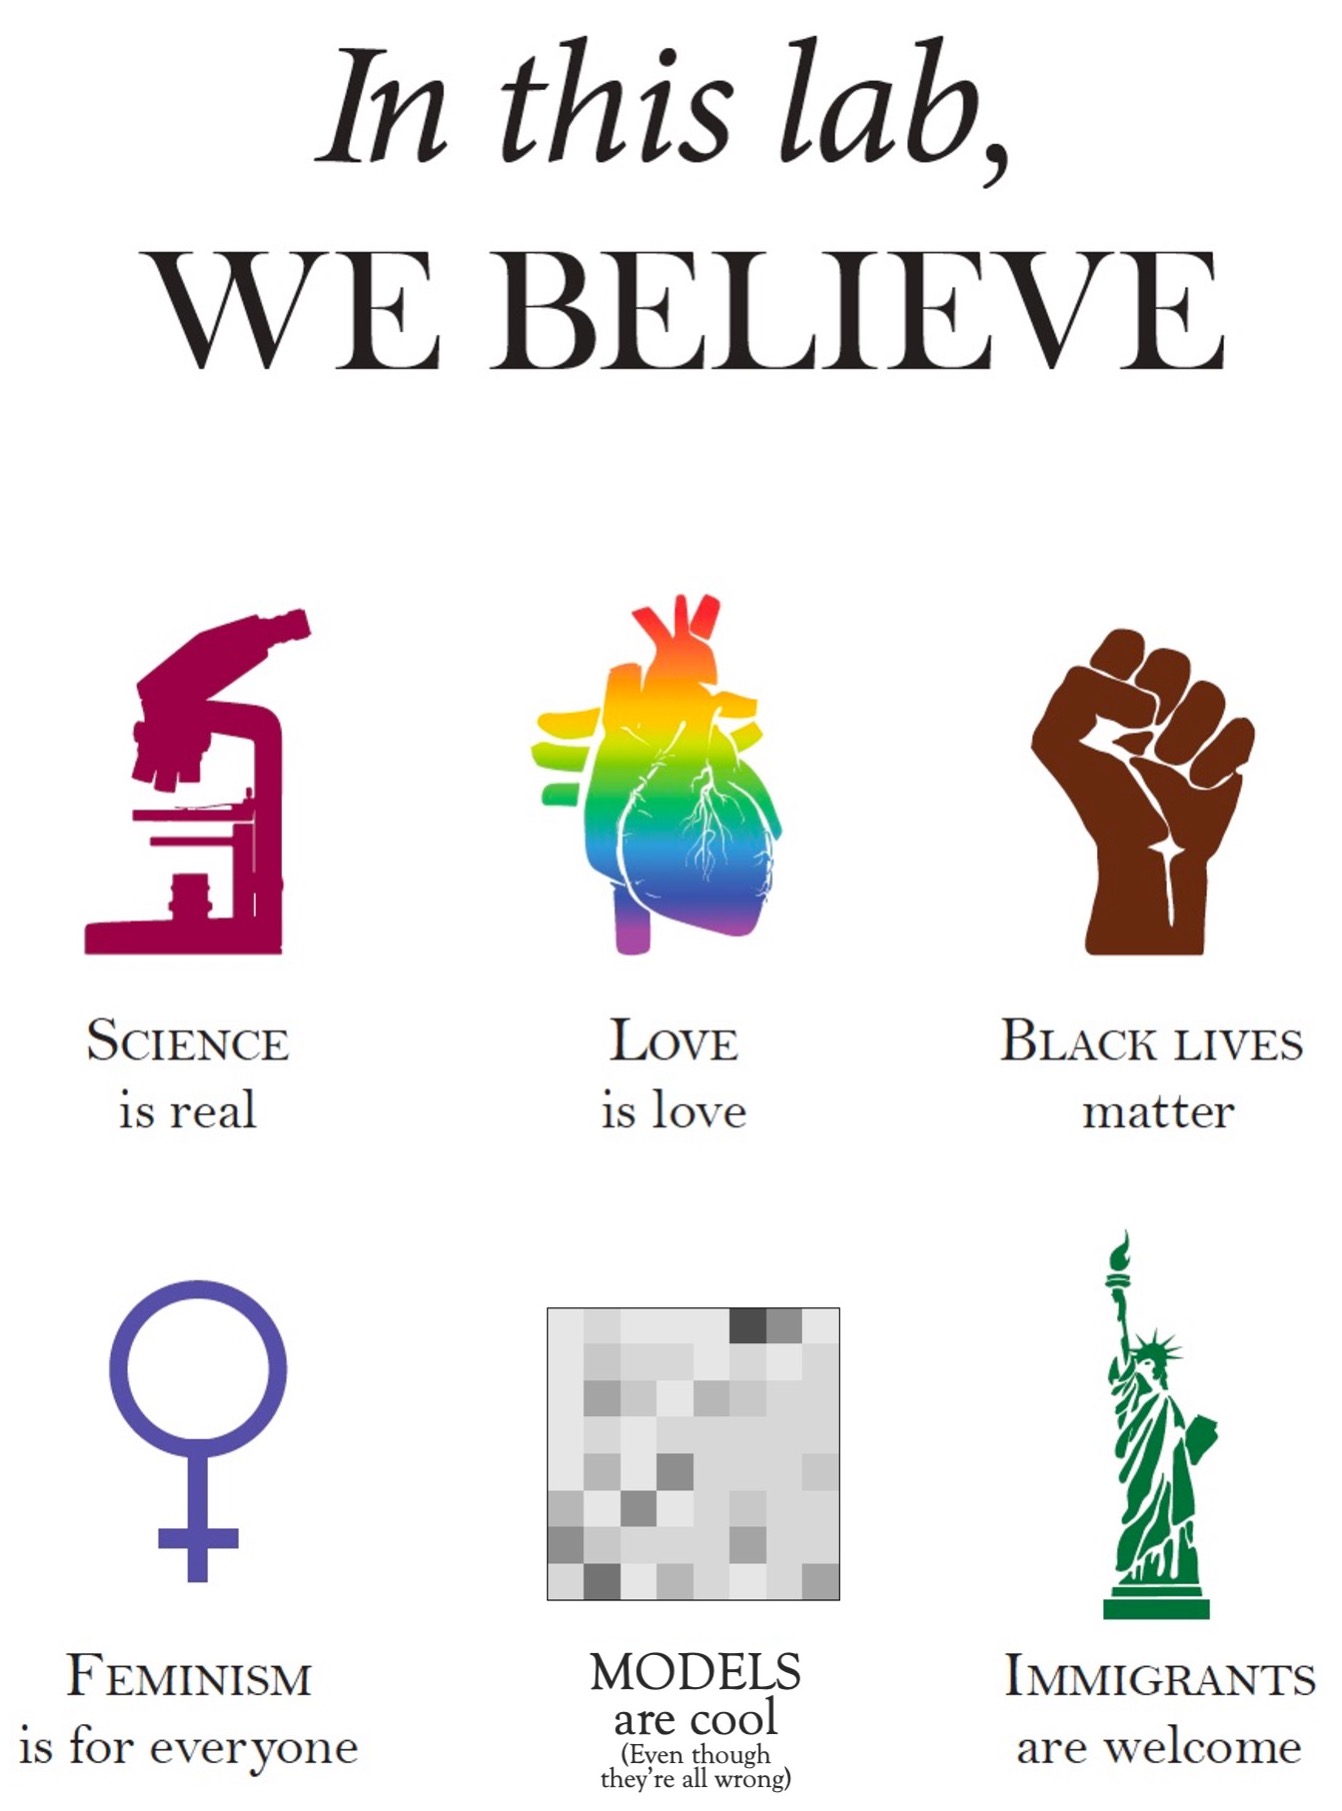 In this lab,
WE BELIEVE
SCIENCE
is real
LOVE
is love
BLACK LIVES
matter
FEMINISM
is for everyone
MODELS
are cool
(Even though
they're all wrong)
IMMIGRANTS
are welcome